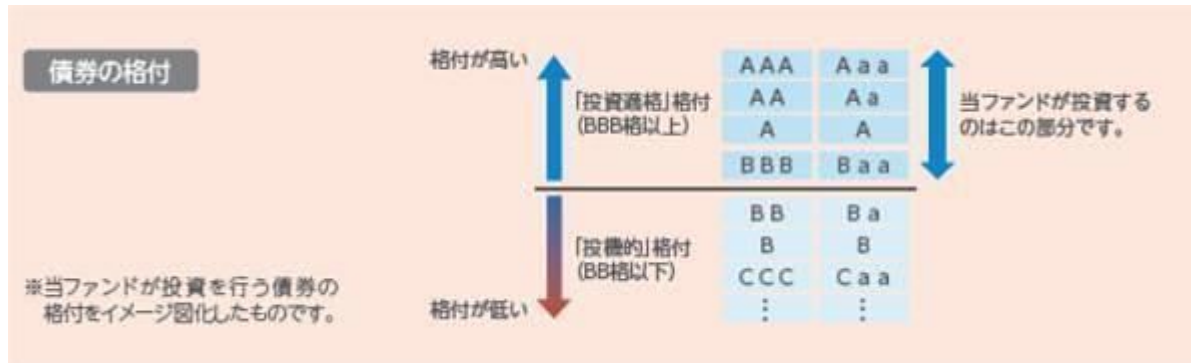 債券の格付
格付が高い
「投資適格」格付
(BBB格以上)
AAA Aaa
AA Aa
A A
BBB Baa
当ファンドが投資する
のはこの部分です。
「投機的」格付
(BB格以下)
BB Ba
B B
CCC Caa
⋮ ⋮
格付が低い
※当ファンドが投資を行う債券の
格付をイメージ図化したものです。